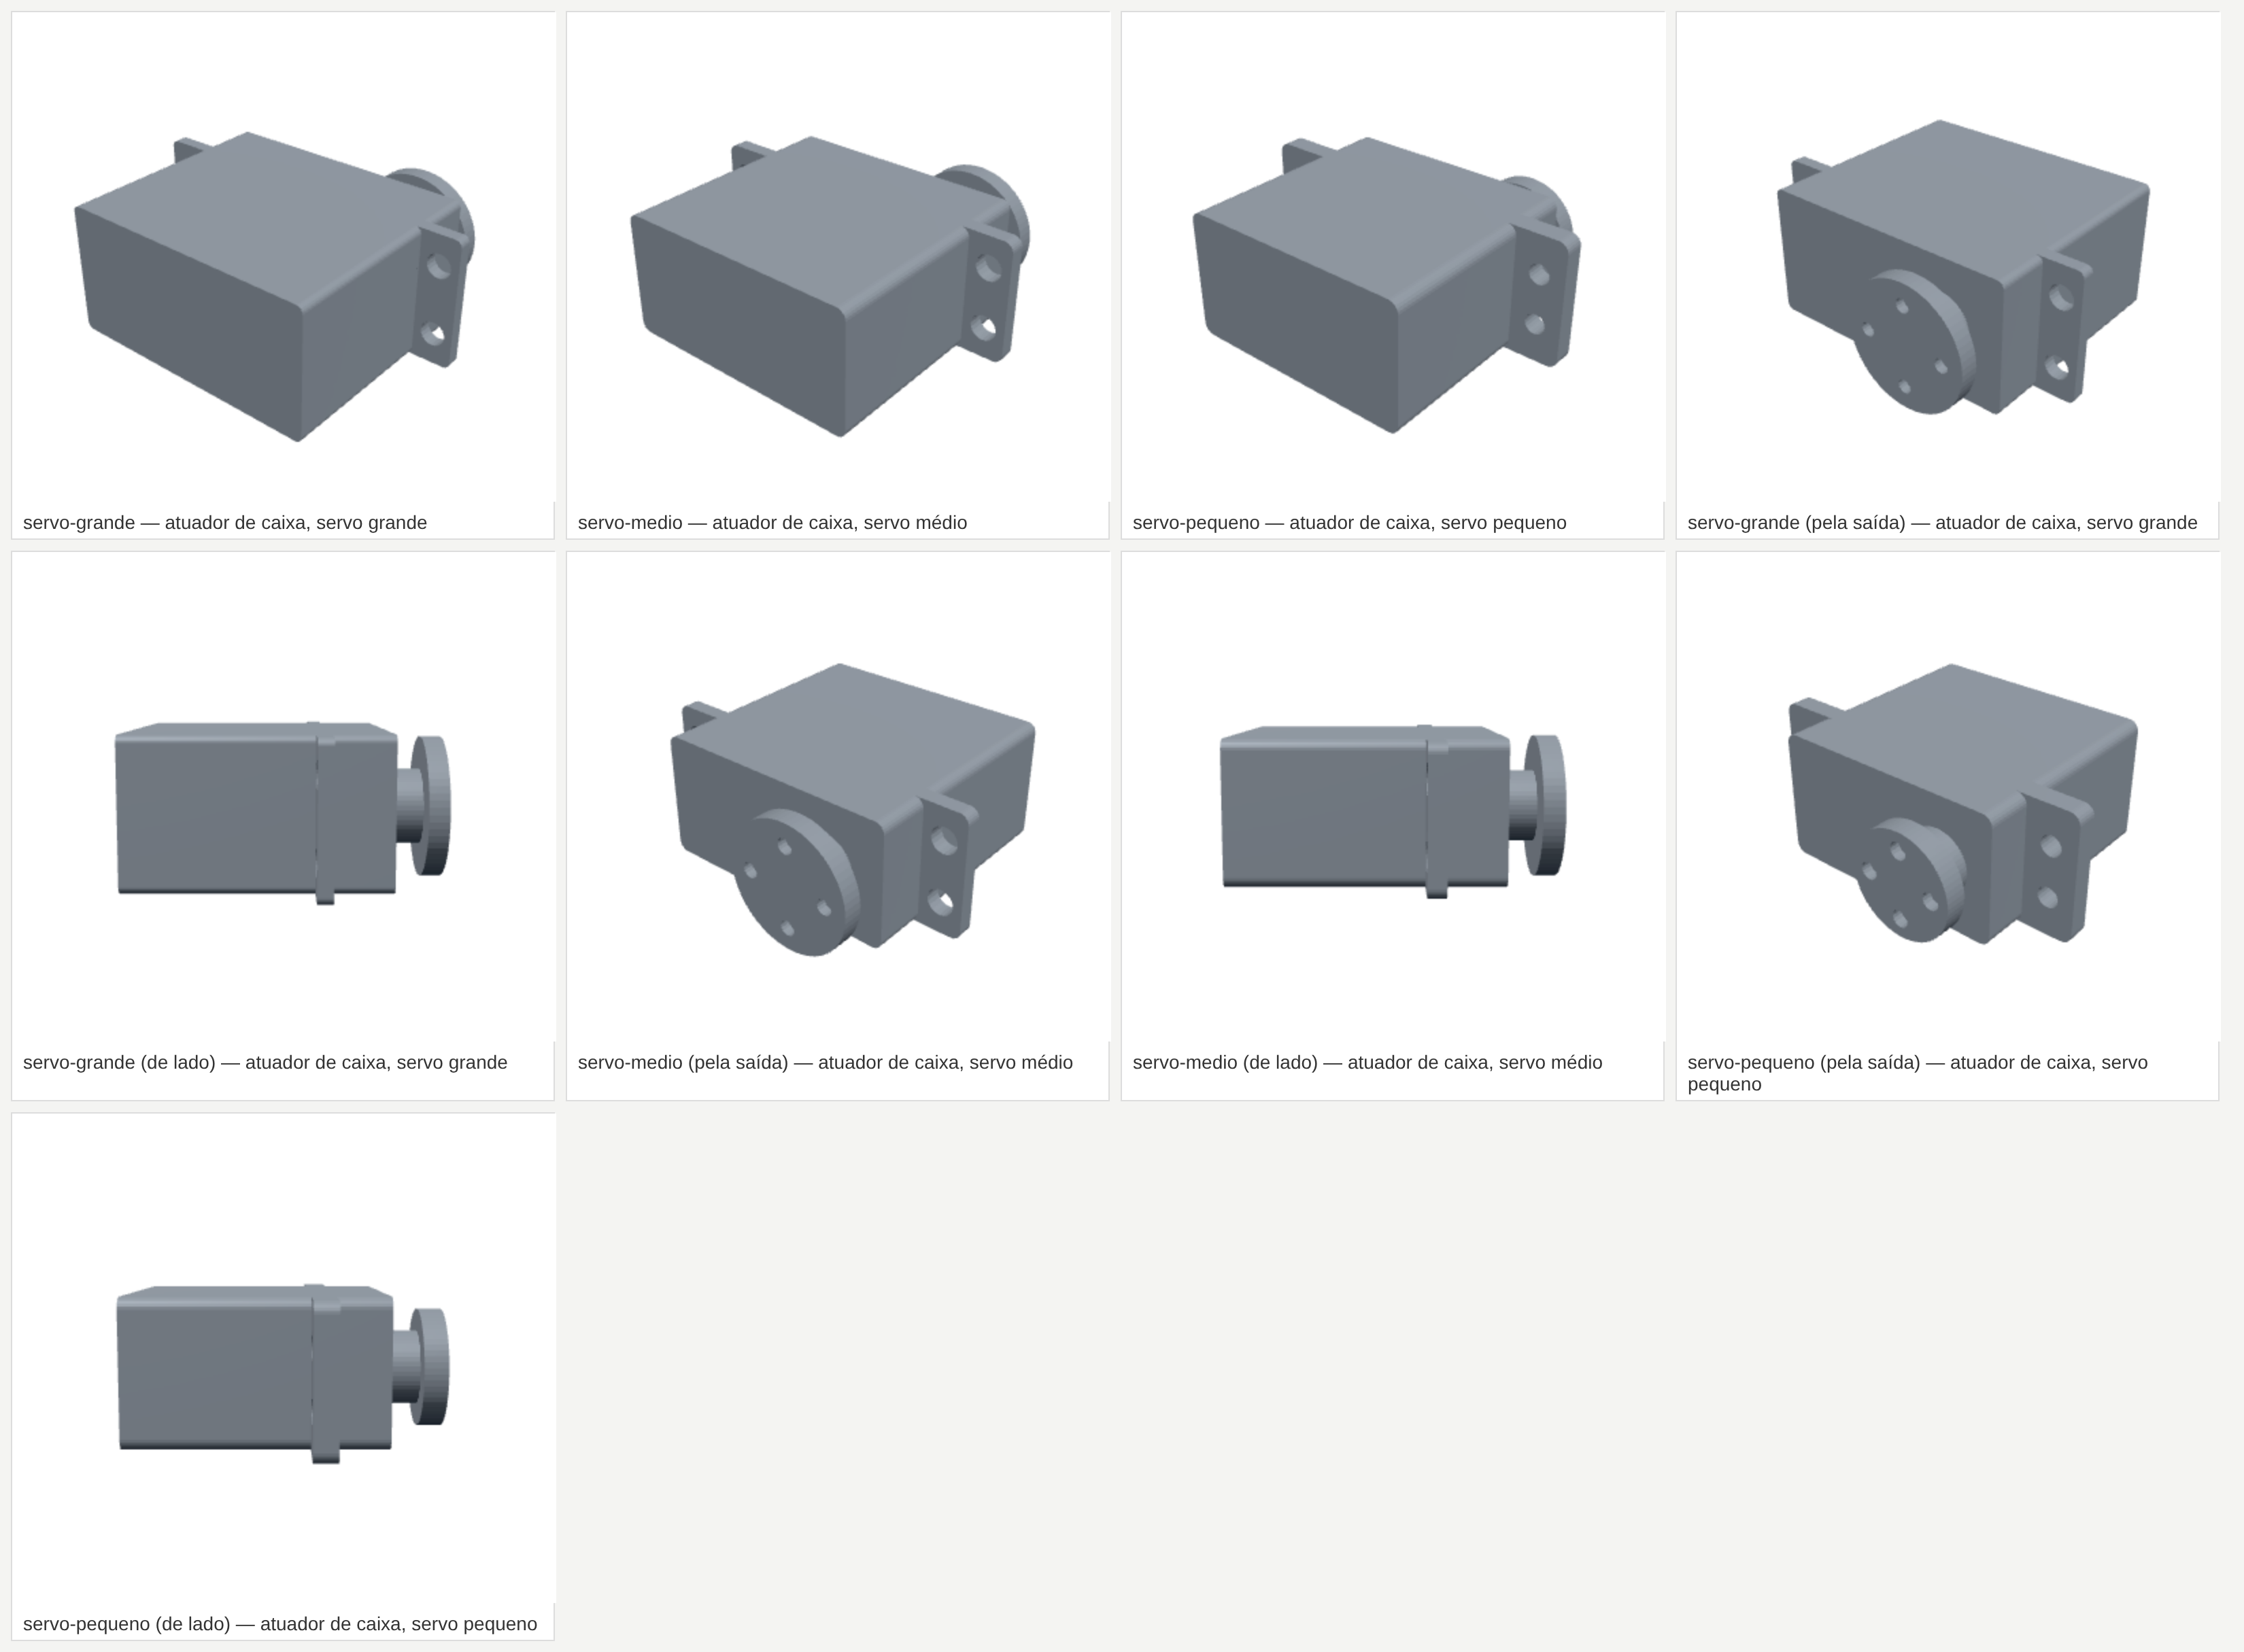 servo-grande — atuador de caixa, servo grande
servo-medio — atuador de caixa, servo médio
servo-pequeno — atuador de caixa, servo pequeno
servo-grande (pela saída) — atuador de caixa, servo grande
servo-grande (de lado) — atuador de caixa, servo grande
servo-medio (pela saída) — atuador de caixa, servo médio
servo-medio (de lado) — atuador de caixa, servo médio
servo-pequeno (pela saída) — atuador de caixa, servo
pequeno
servo-pequeno (de lado) — atuador de caixa, servo pequeno